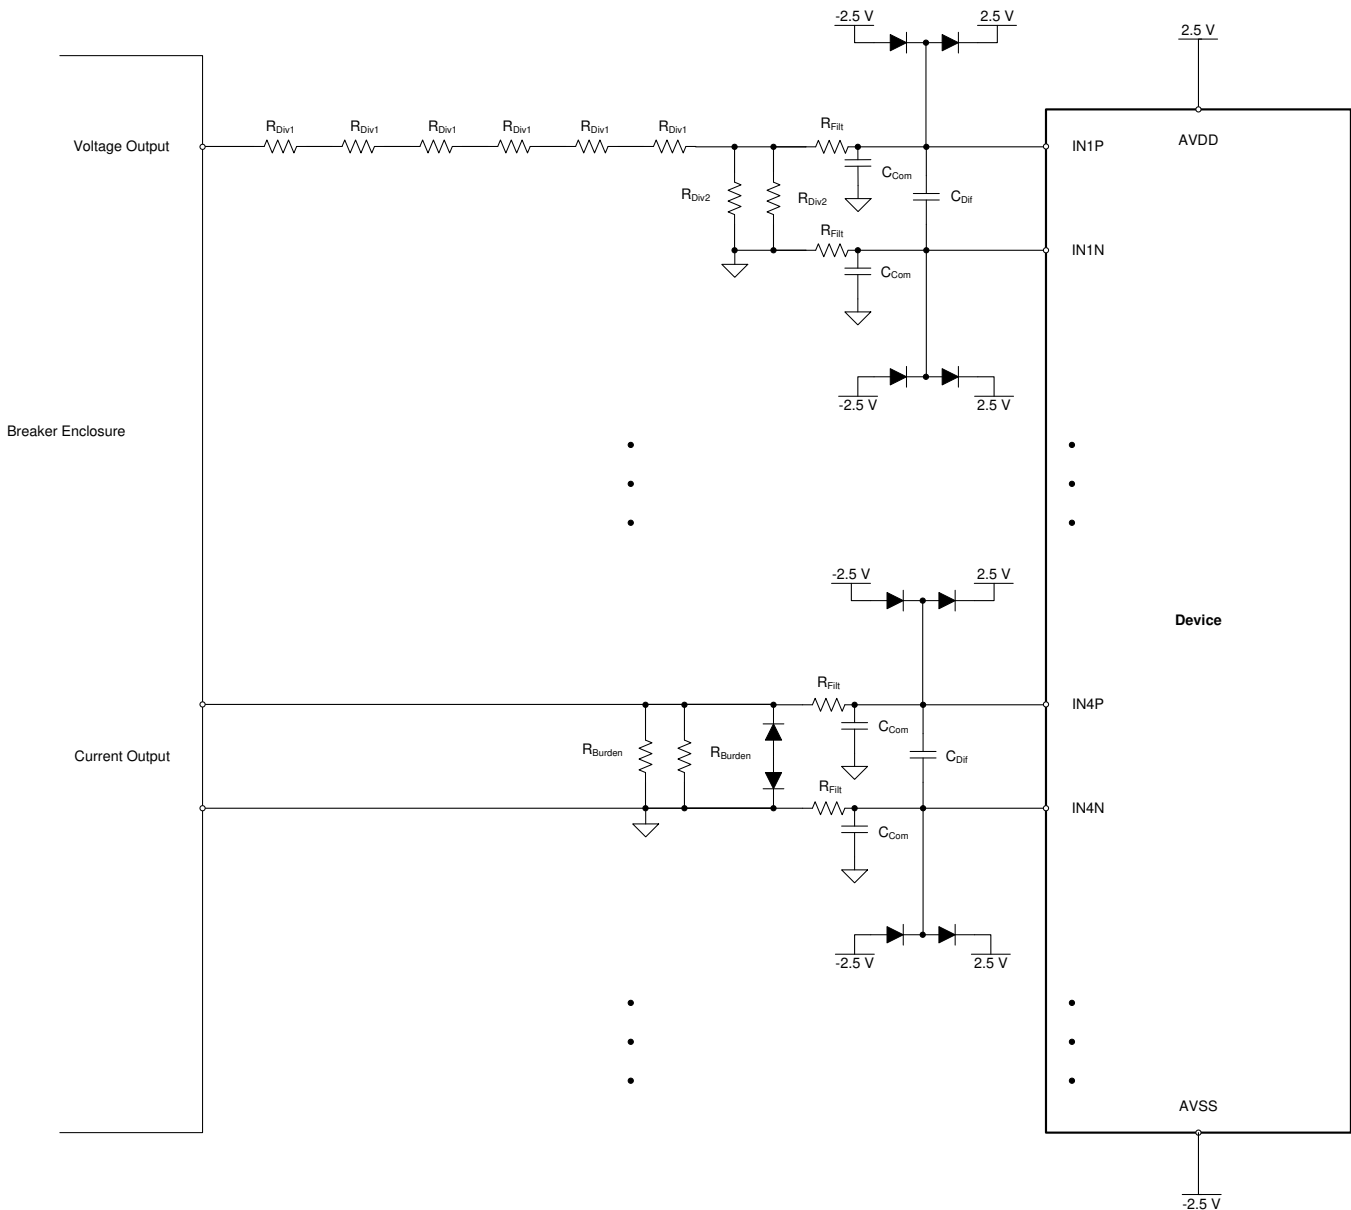 -2.5 V
2.5 V
2.5 V
Voltage Output
RDiv1
RDiv1
RDiv1
RDiv1
RDiv1
RDiv1
RFilt
IN1P
AVDD
CCom
RDiv2
RDiv2
CDif
RFilt
IN1N
CCom
-2.5 V
2.5 V
Breaker Enclosure
-2.5 V
2.5 V
Device
RFilt
IN4P
CCom
Current Output
RBurden
RBurden
CDif
RFilt
IN4N
CCom
-2.5 V
2.5 V
AVSS
-2.5 V